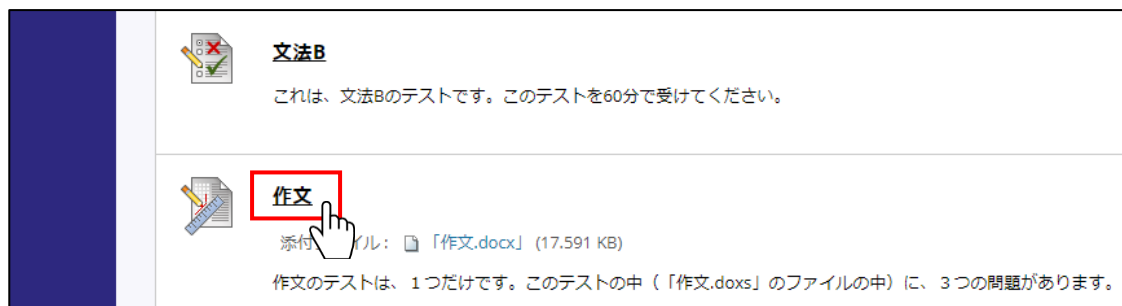 文法B
これは、文法Bのテストです。このテストを60分で受けてください。
作文
添付 イル： 「作文.docx」 (17.591 KB)
作文のテストは、１つだけです。このテストの中（「作文.doxs」のファイルの中）に、３つの問題があります。